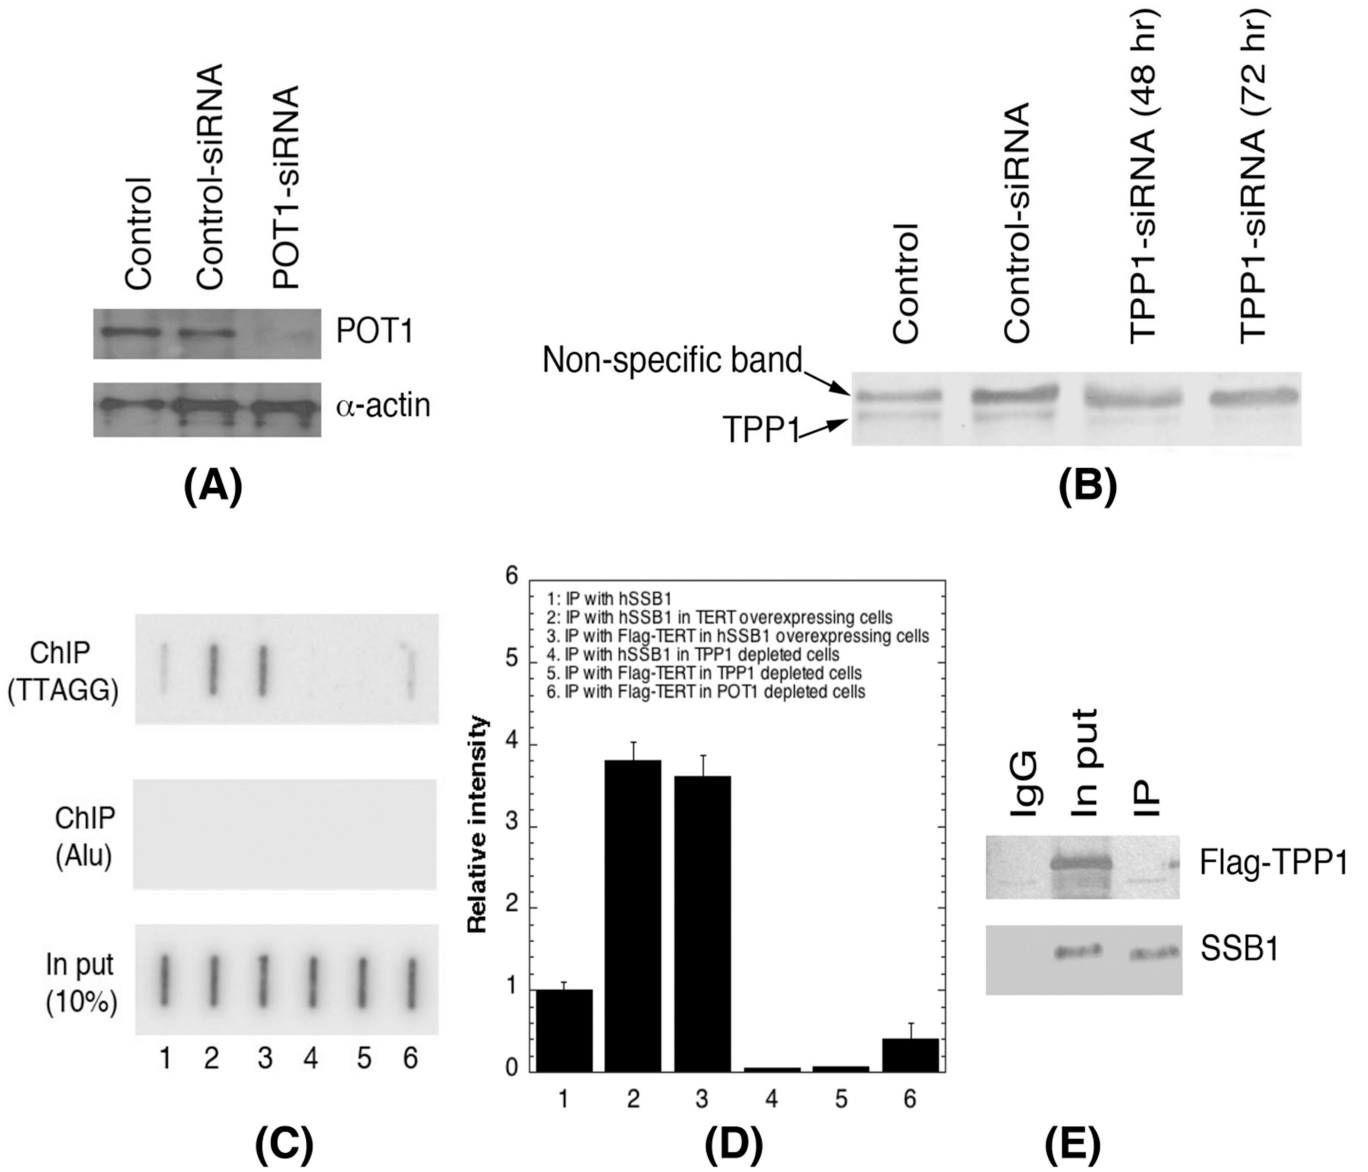 Control
Control-siRNA
POT1-siRNA
POT1
α-actin
(A)
Control
Control-siRNA
TPP1-siRNA (48 hr)
TPP1-siRNA (72 hr)
Non-specific band
TPP1
(B)
ChIP
(TTAGG)
ChIP
(Alu)
In put
(10%)
1 2 3 4 5 6
(C)
Relative intensity
6
5
4
3
2
1
0
1: IP with hSSB1
2: IP with hSSB1 in TERT overexpressing cells
3. IP with Flag-TERT in hSSB1 overexpressing cells
4. IP with hSSB1 in TPP1 depleted cells
5. IP with Flag-TERT in TPP1 depleted cells
6. IP with Flag-TERT in POT1 depleted cells
1 2 3 4 5 6
(D)
IgG
In put
IP
Flag-TPP1
SSB1
(E)